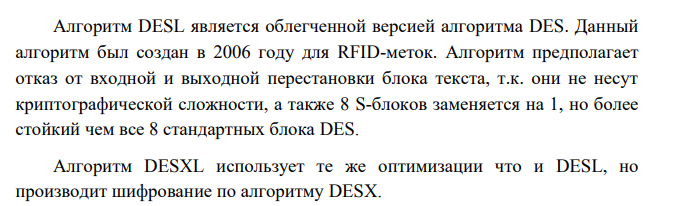 Алгоритм DESL является облегченной версией алгоритма DES. Данный
алгоритм был создан в 2006 году для RFID-меток. Алгоритм предполагает
отказ от входной и выходной перестановки блока текста, т.к. они не несут
криптографической сложности, а также 8 S-блоков заменяется на 1, но более
стойкий чем все 8 стандартных блока DES.
Алгоритм DESXL использует те же оптимизации что и DESL, но
производит шифрование по алгоритму DESX.